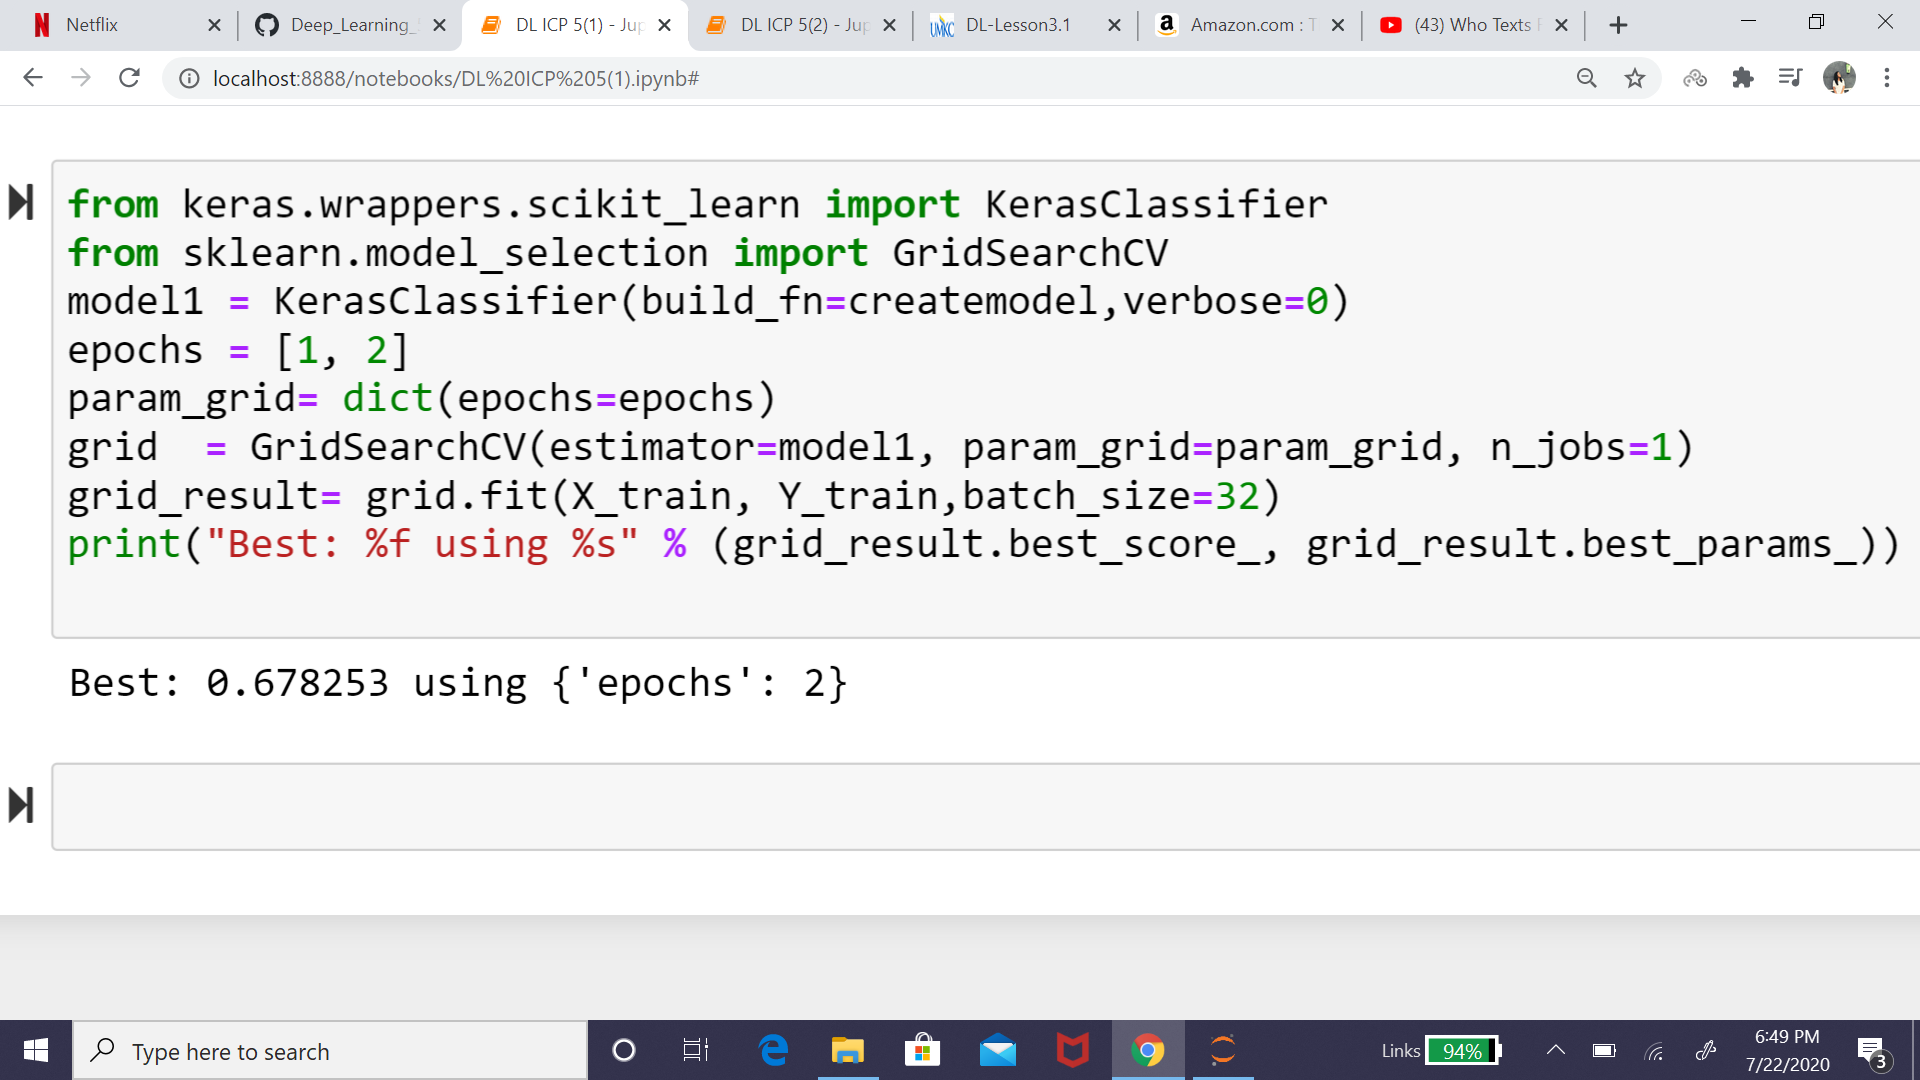 Netflix
Deep_Learning_
DL ICP 5(1) - Jup
DL ICP 5(2) - Jup
UMKC
DL-Lesson3.1
a
Amazon.com : T
(43) Who Texts F
localhost:8888/notebooks/DL%20ICP%205(1).ipynb#
from keras.wrappers.scikit_learn import KerasClassifier
from sklearn.model_selection import GridSearchCV
model1 = KerasClassifier(build_fn=createmodel,verbose=0)
epochs = [1, 2]
param_grid= dict(epochs=epochs)
grid  = GridSearchCV(estimator=model1, param_grid=param_grid, n_jobs=1)
grid_result= grid.fit(X_train, Y_train,batch_size=32)
print("Best: %f using %s" % (grid_result.best_score_, grid_result.best_params_))
Best: 0.678253 using {'epochs': 2}
Type here to search
Links
94%
6:49 PM
7/22/2020
3